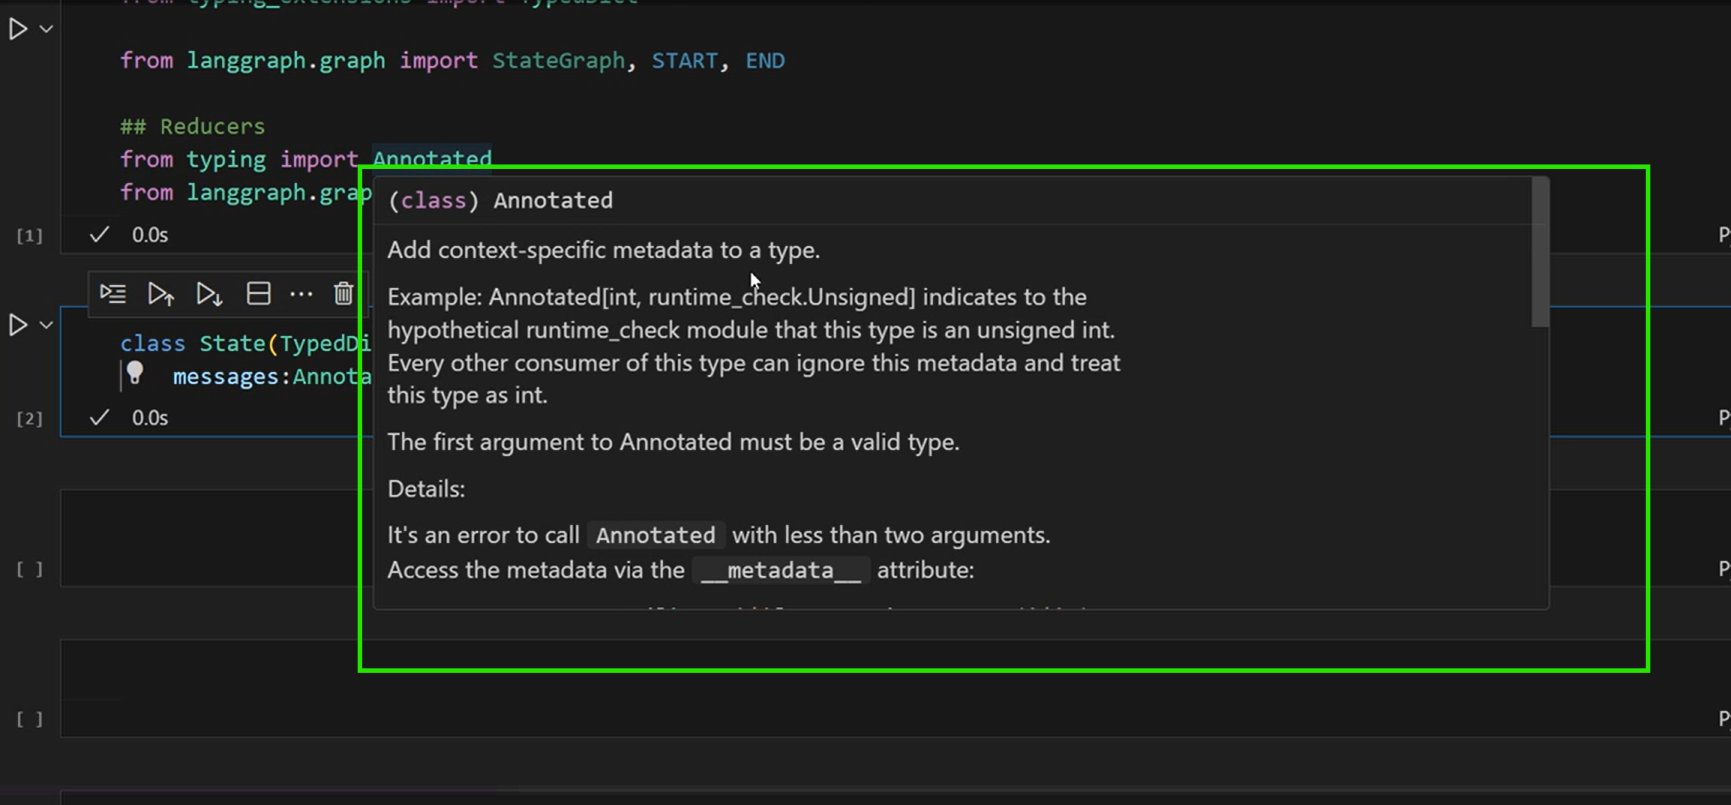 from typing_extensions import TypedDict
from langgraph.graph import StateGraph, START, END
## Reducers
from typing import Annotated
from langgraph.grap
[1]
0.0s
(class) Annotated
Add context-specific metadata to a type.
Example: Annotated[int, runtime_check.Unsigned] indicates to the
hypothetical runtime_check module that this type is an unsigned int.
Every other consumer of this type can ignore this metadata and treat
this type as int.
The first argument to Annotated must be a valid type.
Details:
It's an error to call Annotated with less than two arguments.
Access the metadata via the __metadata__ attribute:
class State(TypedDi
messages:Annota
[2]
0.0s
[ ]
[ ]